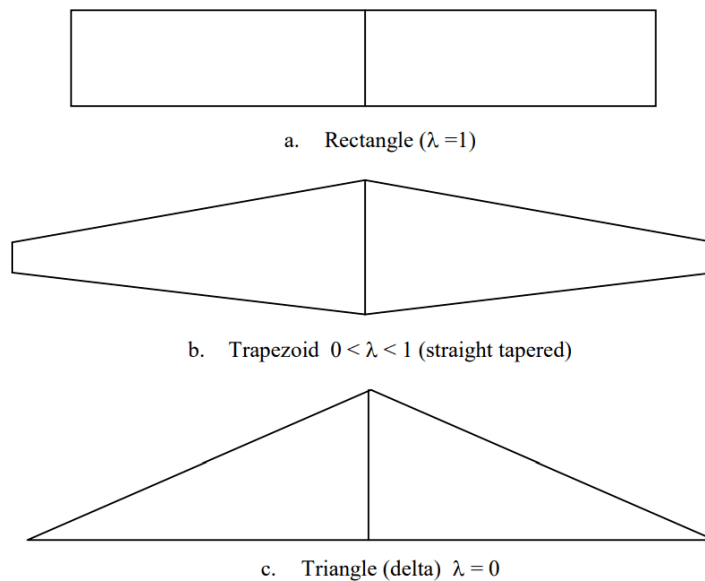 a. Rectangle (λ =1)
b. Trapezoid 0 < λ < 1 (straight tapered)
c. Triangle (delta) λ = 0